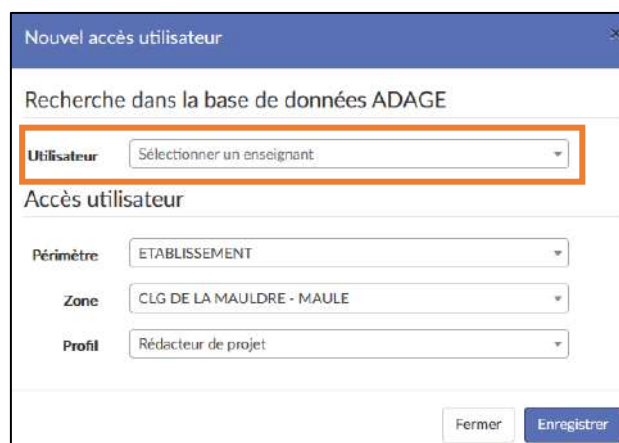 Nouvel accès utilisateur ×
Recherche dans la base de données ADAGE
Utilisateur Sélectionner un enseignant
Accès utilisateur
Périmètre ETABLISSEMENT
Zone CLG DE LA MAULDRE - MAULE
Profil Rédacteur de projet
Fermer Enregistrer